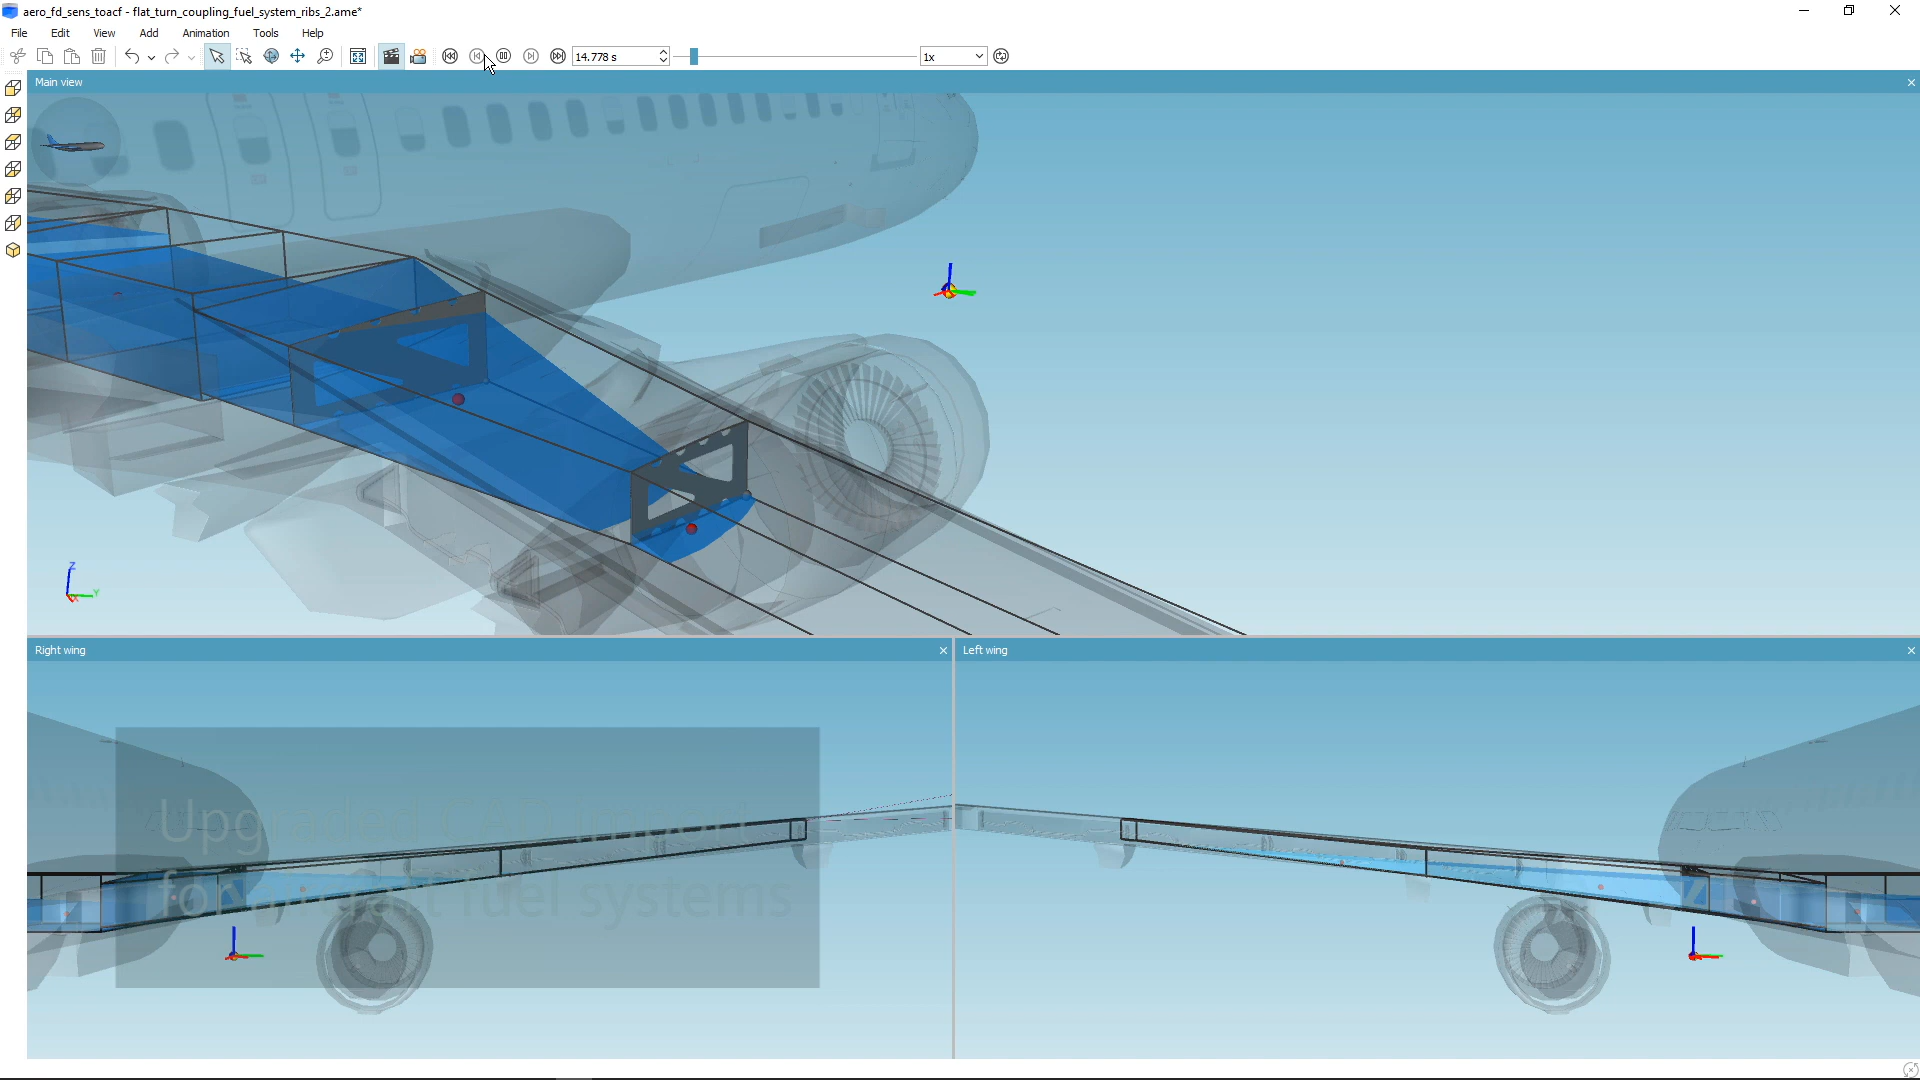 aero_fd_sens_toacf - flat_turn_coupling_fuel_system_ribs_2.ame*
File Edit View Add Animation Tools Help
14.778 s
1x
Main view
Z
Y
X
Right wing
Left wing
Upgraded CAD import
for aircraft fuel systems